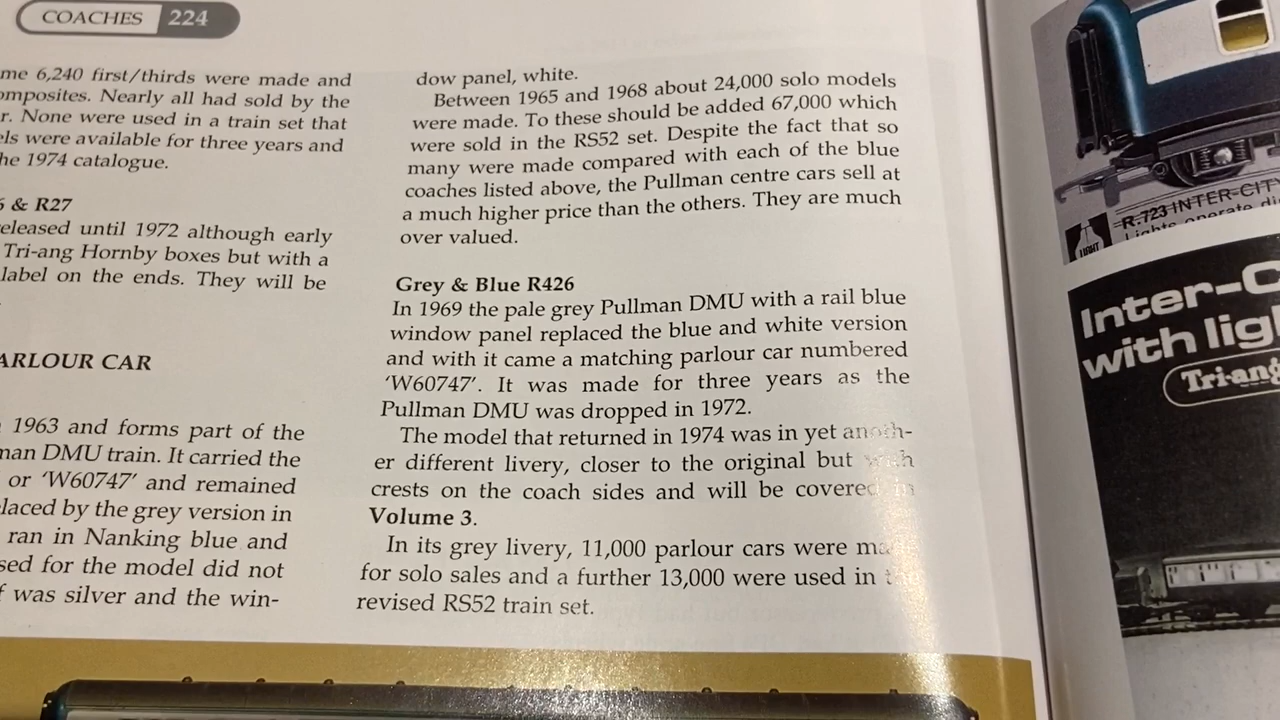 COACHES 224
me 6,240 first/thirds were made and
omposites. Nearly all had sold by the
r. None were used in a train set that
els were available for three years and
he 1974 catalogue.
6 & R27
eleased until 1972 although early
Tri-ang Hornby boxes but with a
label on the ends. They will be
ARLOUR CAR
1963 and forms part of the
man DMU train. It carried the
or ‘W60747’ and remained
laced by the grey version in
ran in Nanking blue and
sed for the model did not
f was silver and the win-
dow panel, white.
Between 1965 and 1968 about 24,000 solo models
were made. To these should be added 67,000 which
were sold in the RS52 set. Despite the fact that so
many were made compared with each of the blue
coaches listed above, the Pullman centre cars sell at
a much higher price than the others. They are much
over valued.
Grey & Blue R426
In 1969 the pale grey Pullman DMU with a rail blue
window panel replaced the blue and white version
and with it came a matching parlour car numbered
‘W60747’. It was made for three years as the
Pullman DMU was dropped in 1972.
The model that returned in 1974 was in yet anoth-
er different livery, closer to the original but with
crests on the coach sides and will be covered in
Volume 3.
In its grey livery, 11,000 parlour cars were ma
for solo sales and a further 13,000 were used in the
revised RS52 train set.
R.723 INTER-CITY
Lights operate di
LIGHT
Inter-C
with lig
Tri-ang